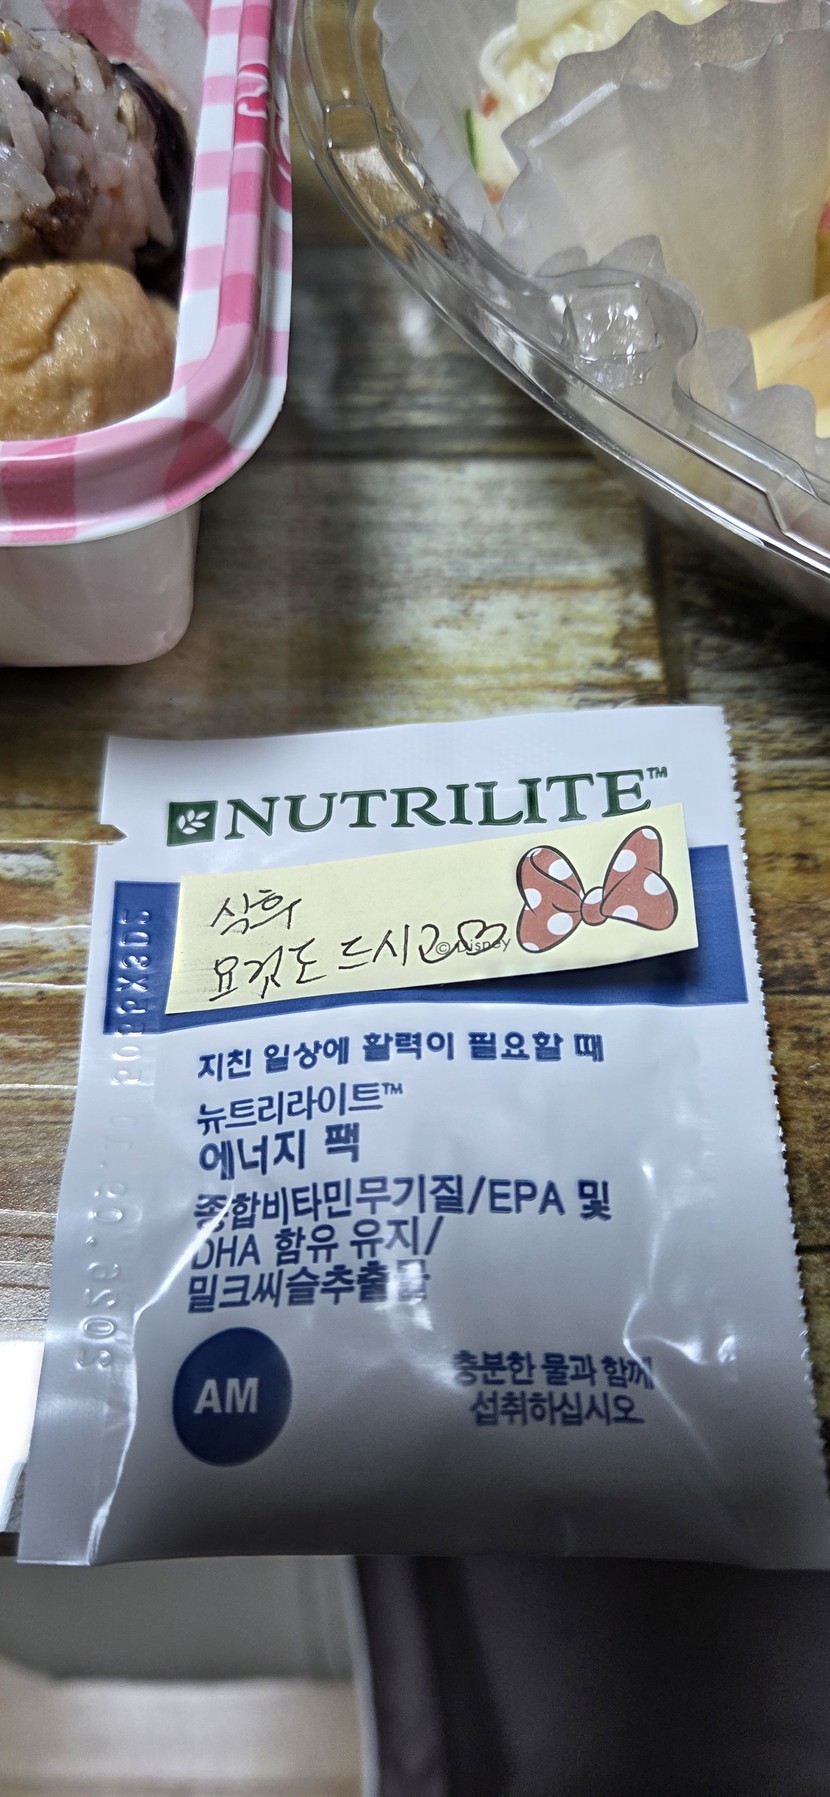 NUTRILITE™
식후
요것도 드시고
© Disney
지친 일상에 활력이 필요할 때
뉴트리라이트™
에너지 팩
종합비타민무기질/EPA 및
DHA 함유 유지/
밀크씨슬추출물
AM
충분한 물과 함께
섭취하십시오